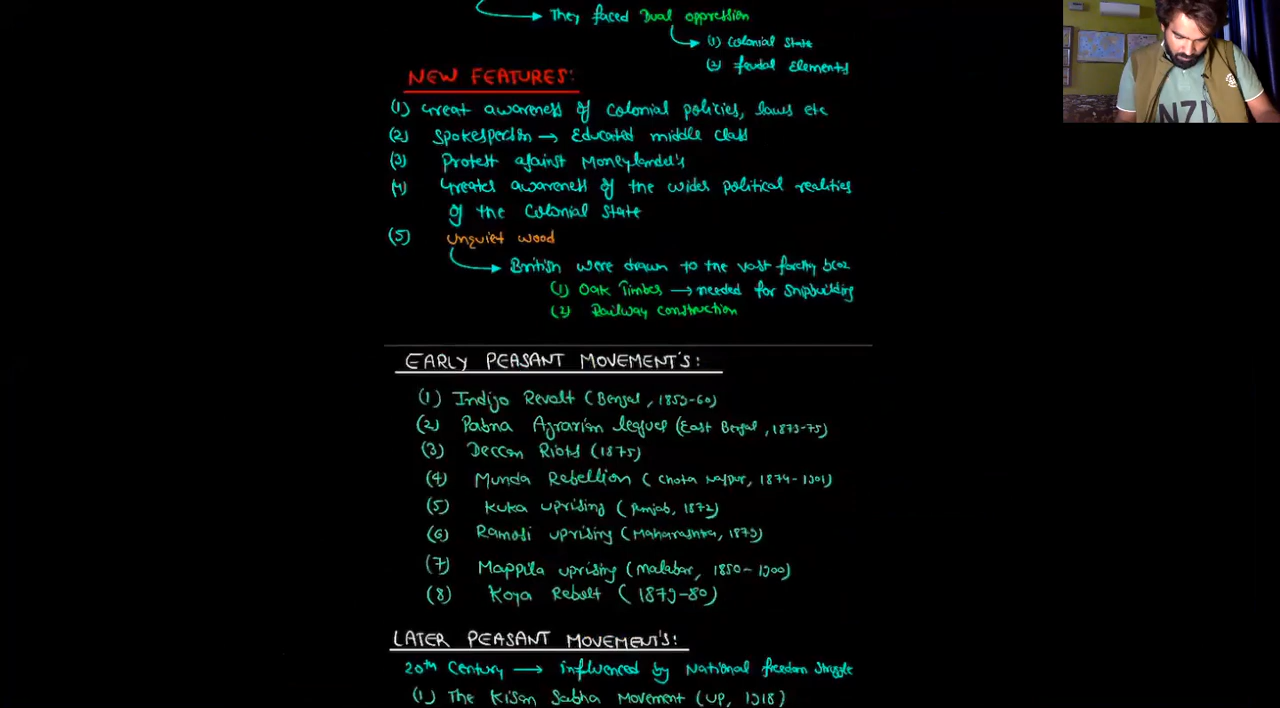 They faced Dual oppression
(1) Colonial State
(2) feudal Elements
NEW FEATURES:
(1) Great awareness of Colonial policies, laws etc
(2) Spokesperson → Educated middle class
(3) Protest against Moneylender's
(4) Greater awareness of the wider political realities
of the Colonial State
(5) Unquiet wood
British were drawn to the vast forests bcoz
(1) Oak Timber → needed for Shipbuilding
(2) Railway construction
EARLY PEASANT MOVEMENT'S:
(1) Indigo Revolt (Bengal, 1859-60)
(2) Pabna Agrarian leagues (East Bengal, 1873-75)
(3) Deccan Riots (1875)
(4) Munda Rebellion (Chota Nagpur, 1874-1901)
(5) Kuka uprising (Punjab, 1872)
(6) Ramosi uprising (Maharashtra, 1879)
(7) Mappila uprising (Malabar, 1850-1900)
(8) Koya Rebolt (1879-80)
LATER PEASANT MOVEMENT'S:
20th Century → influenced by National freedom struggle
(1) The Kisan Sabha Movement (UP, 1918)
NZ